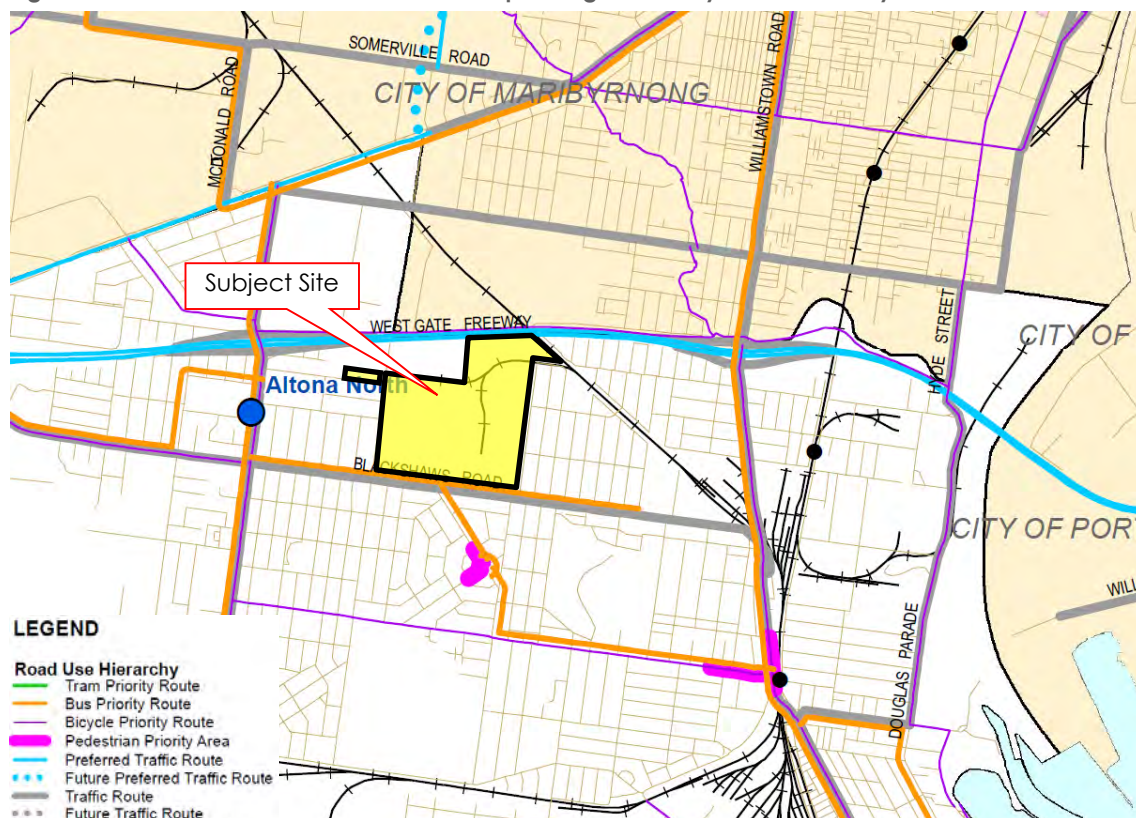 SOMERVILLE ROAD
CITY OF MARIBYRNONG
MCDONALD ROAD
WILLIAMSTOWN ROAD
Subject Site
WEST GATE FREEWAY
HYDE STREET
CITY OF
Altona North
BLACKSHAWS ROAD
CITY OF PORT
DOUGLAS PARADE
WILL
LEGEND
Road Use Hierarchy
Tram Priority Route
Bus Priority Route
Bicycle Priority Route
Pedestrian Priority Area
Preferred Traffic Route
Future Preferred Traffic Route
Traffic Route
Future Traffic Route